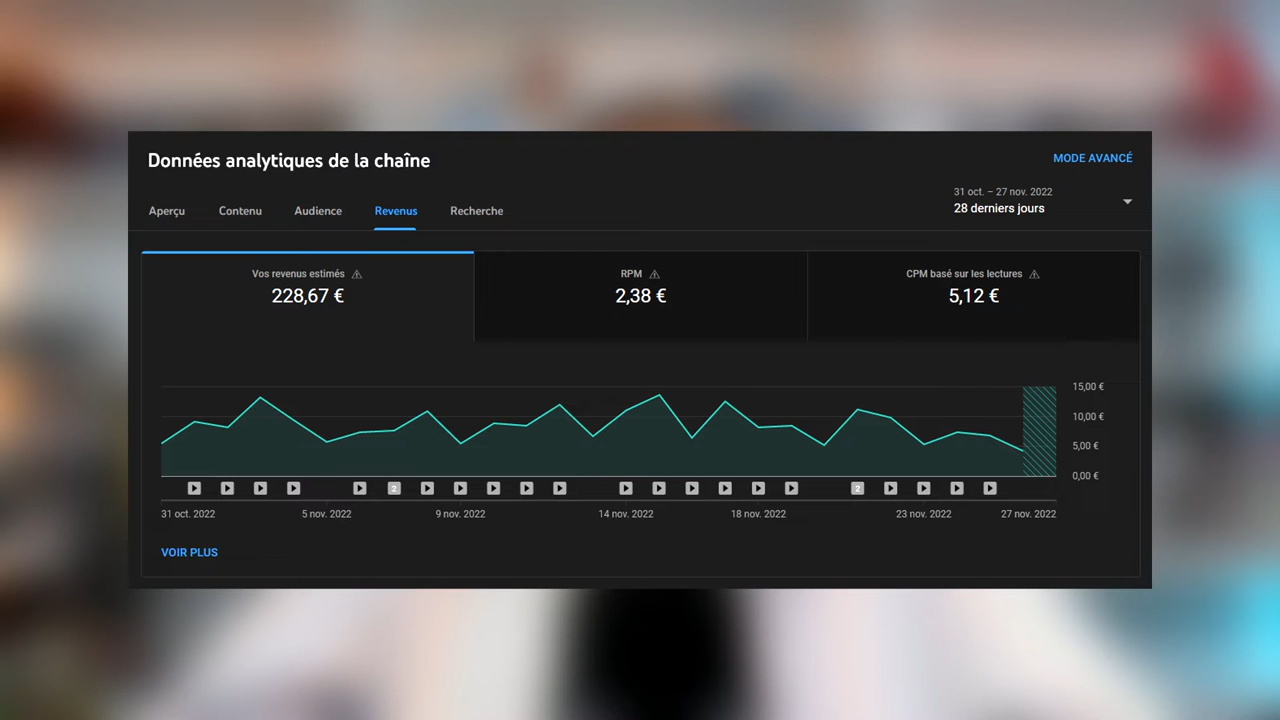 Données analytiques de la chaîne
MODE AVANCÉ
Aperçu Contenu Audience Revenus Recherche
31 oct. – 27 nov. 2022
28 derniers jours
Vos revenus estimés
228,67 €
RPM
2,38 €
CPM basé sur les lectures
5,12 €
15,00 €
10,00 €
5,00 €
0,00 €
2 2
31 oct. 2022 5 nov. 2022 9 nov. 2022 14 nov. 2022 18 nov. 2022 23 nov. 2022 27 nov. 2022
VOIR PLUS